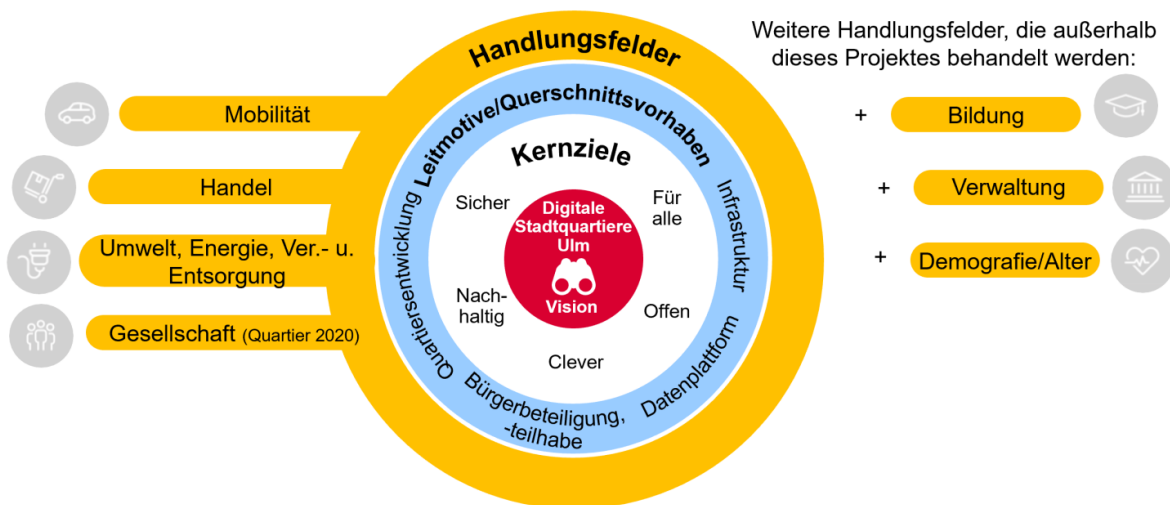 Handlungsfelder
Leitmotive/Querschnittsvorhaben
Kernziele
Mobilität
Handel
Umwelt, Energie, Ver.- u.
Entsorgung
Gesellschaft (Quartier 2020)
Quartiersentwicklung
Bürgerbeteiligung,
-teilhabe
Datenplattform
Infrastruktur
Sicher
Für
alle
Nach-
haltig
Offen
Clever
Digitale
Stadtquartiere
Ulm
Vision
Weitere Handlungsfelder, die außerhalb
dieses Projektes behandelt werden:
+ Bildung
+ Verwaltung
+ Demografie/Alter